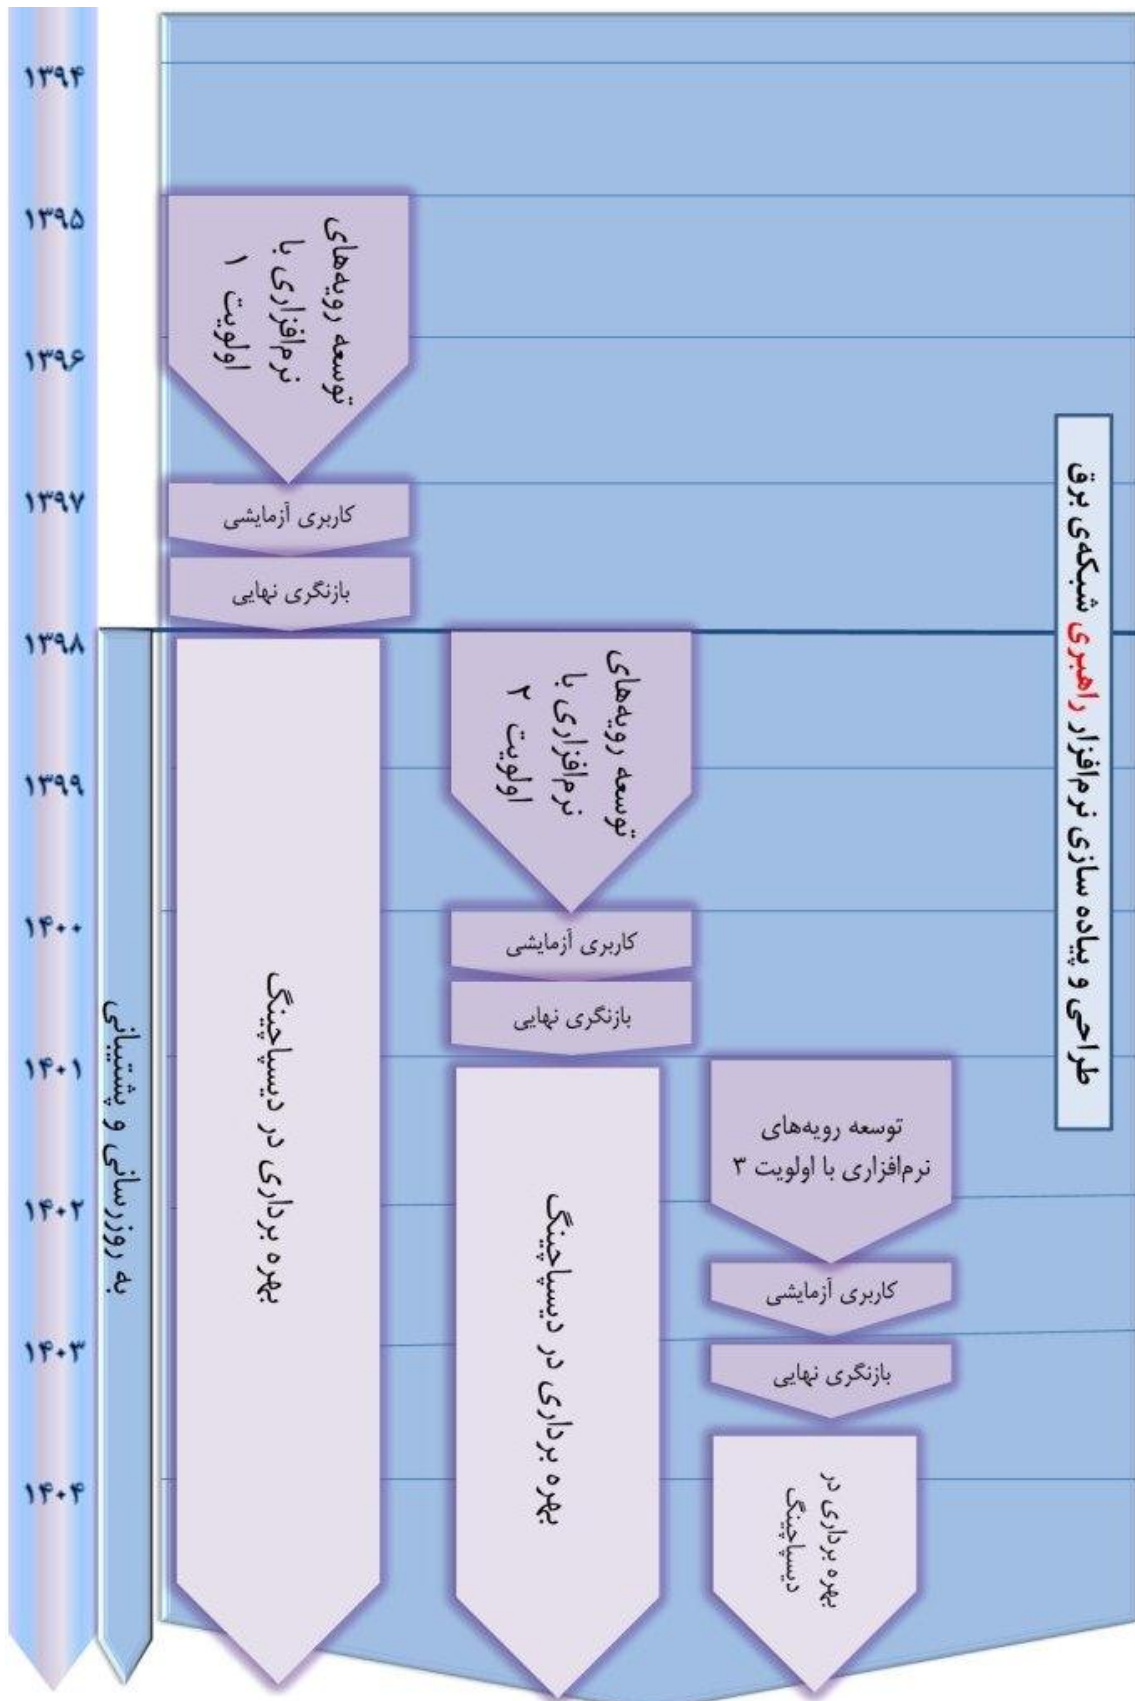 طراحی و پیاده سازی نرم‌افزار راهبری شبکه‌ی برق
۱۳۹۴
۱۳۹۵
۱۳۹۶
۱۳۹۷
۱۳۹۸
۱۳۹۹
۱۴۰۰
۱۴۰۱
۱۴۰۲
۱۴۰۳
۱۴۰۴
به روزرسانی و پشتیبانی
توسعه رویه‌های
نرم‌افزاری با
اولویت ۱
کاربری آزمایشی
بازنگری نهایی
بهره برداری در دیسپاچینگ
توسعه رویه‌های
نرم‌افزاری با
اولویت ۲
کاربری آزمایشی
بازنگری نهایی
بهره برداری در دیسپاچینگ
توسعه رویه‌های
نرم‌افزاری با اولویت ۳
کاربری آزمایشی
بازنگری نهایی
بهره برداری در
دیسپاچینگ